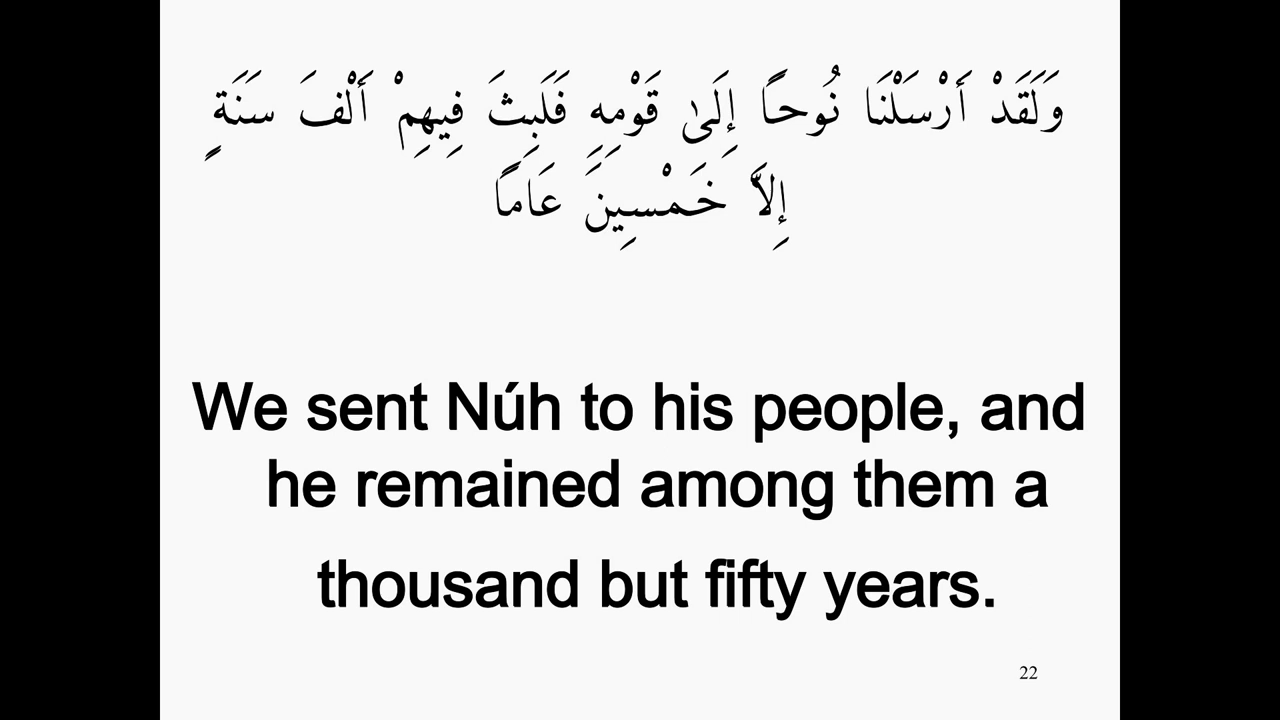 وَلَقَدْ أَرْسَلْنَا نُوحًا إِلَىٰ قَوْمِهِ فَلَبِثَ فِيهِمْ أَلْفَ سَنَةٍ
إِلاَّ خَمْسِينَ عَامًا
We sent Núh to his people, and
he remained among them a
thousand but fifty years.
22